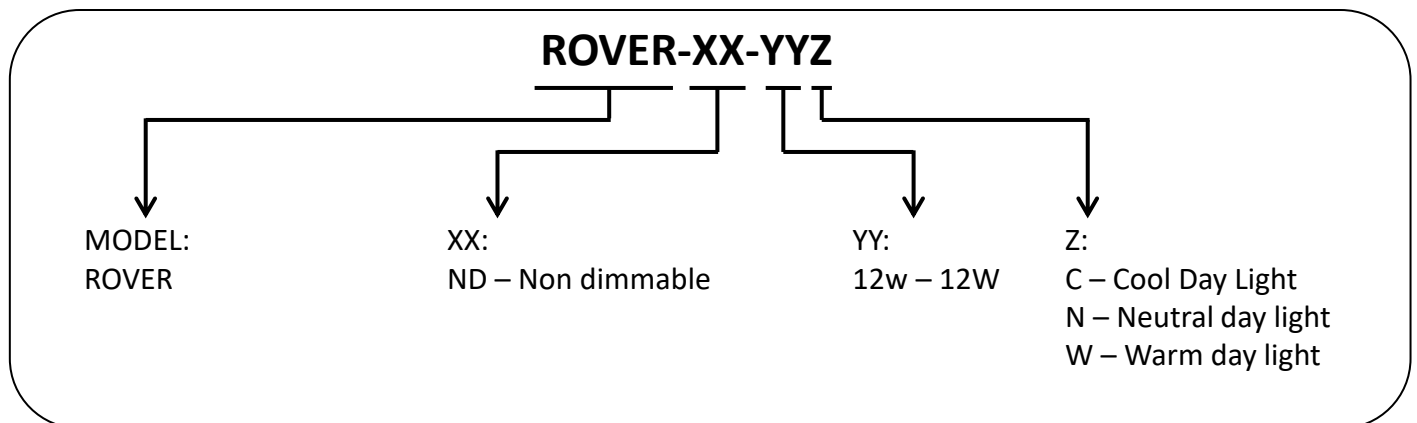 ROVER-XX-YYZ
MODEL:
ROVER
XX:
ND – Non dimmable
YY:
12w – 12W
Z:
C – Cool Day Light
N – Neutral day light
W – Warm day light